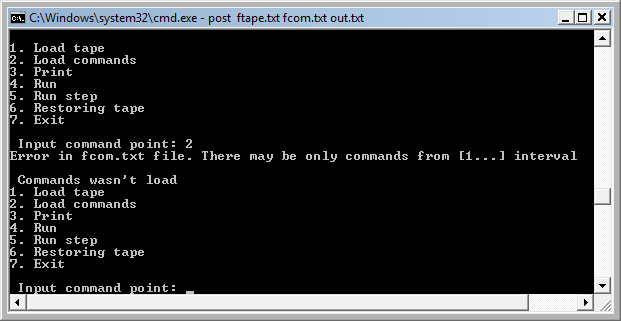 C:\Windows\system32\cmd.exe - post  ftape.txt fcom.txt out.txt
1. Load tape
2. Load commands
3. Print
4. Run
5. Run step
6. Restoring tape
7. Exit
Input command point: 2
Error in fcom.txt file. There may be only commands from [1...] interval
Commands wasn't load
1. Load tape
2. Load commands
3. Print
4. Run
5. Run step
6. Restoring tape
7. Exit
Input command point: _